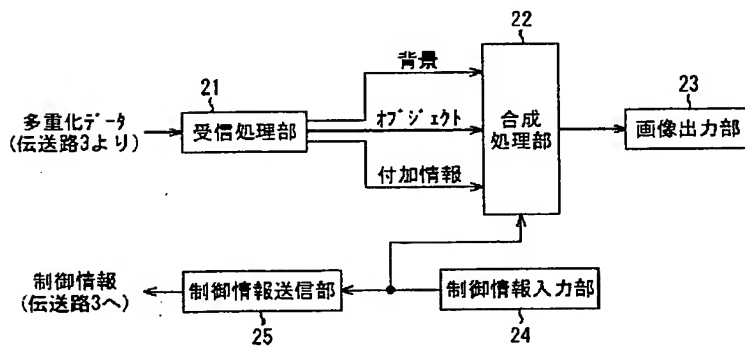 22
背景
21
23
多重化データ
(伝送路3より)
受信処理部
オブジェクト
合成
処理部
画像出力部
付加情報
制御情報
(伝送路3へ)
制御情報送信部
制御情報入力部
25
24